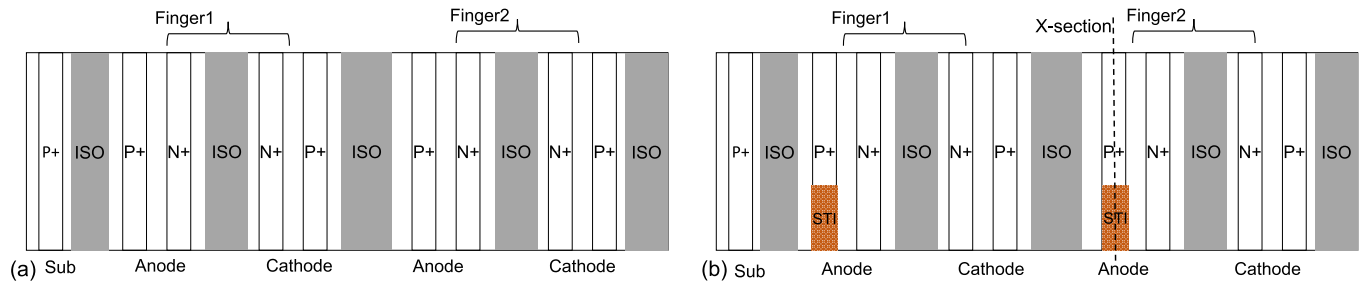 Finger1 Finger2
P+ ISO P+ N+ ISO N+ P+ ISO P+ N+ ISO N+ P+ ISO
(a) Sub Anode Cathode Anode Cathode
Finger1 X-section Finger2
P+ ISO P+ N+ ISO N+ P+ ISO P+ N+ ISO N+ P+ ISO
STI STI
(b) Sub Anode Cathode Anode Cathode